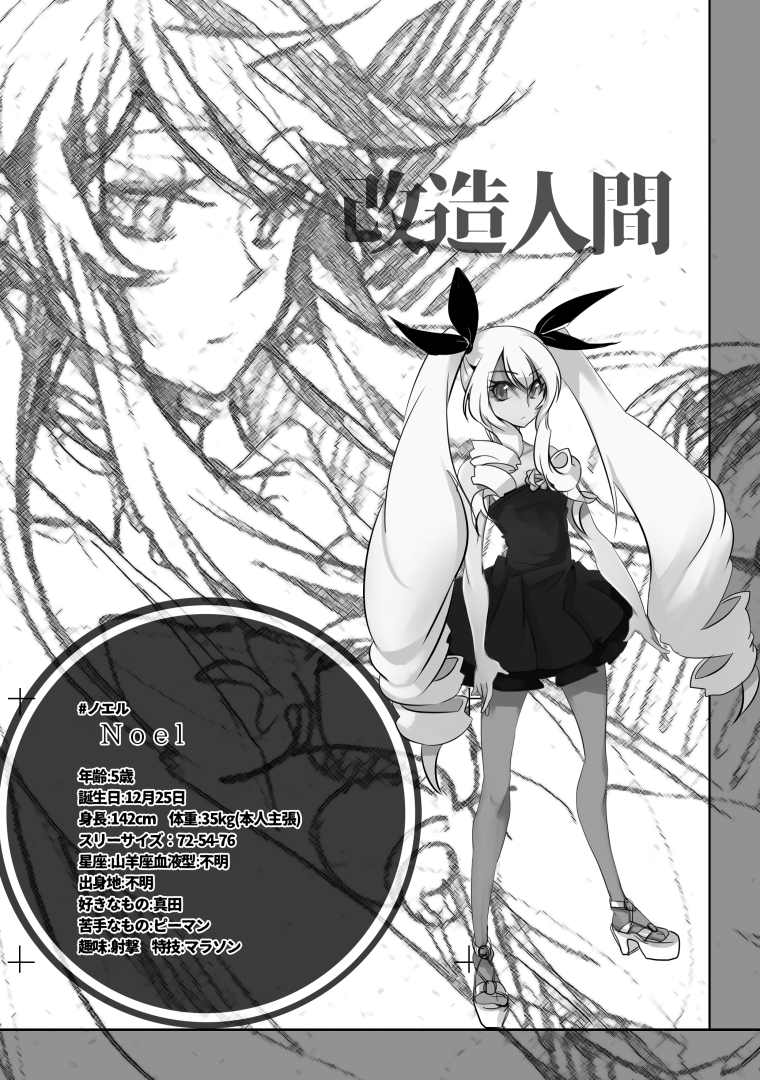 改造人間
#ノエル
Noel
年齢:5歳
誕生日:12月25日
身長:142cm 体重:35kg(本人主張)
スリーサイズ：72-54-76
星座:山羊座血液型:不明
出身地:不明
好きなもの:真田
苦手なもの:ピーマン
趣味:射撃 特技:マラソン